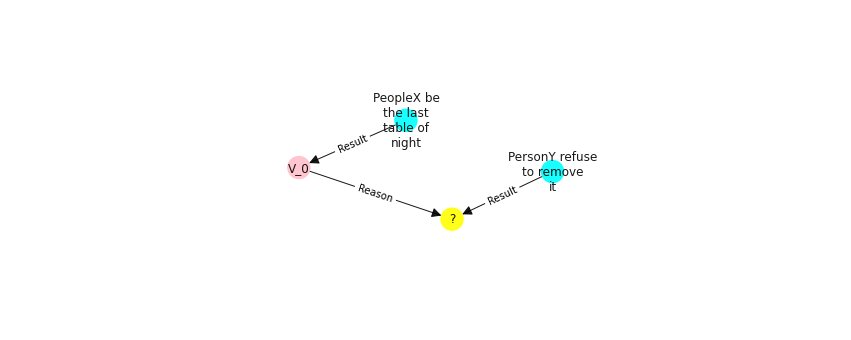 PeopleX be
the last
table of
night
Result
PersonY refuse
to remove
it
V_0
Reason
Result
?